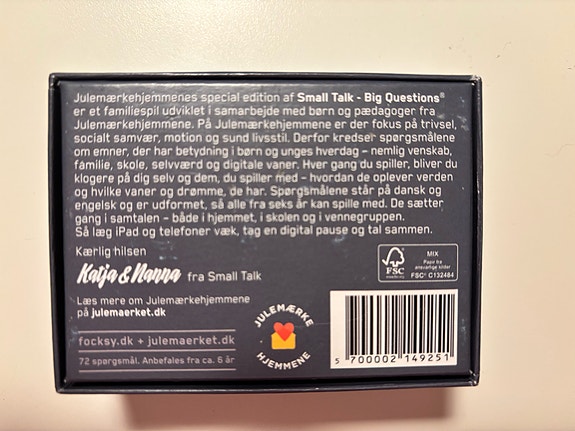 Julemærkehjemmenes special edition af Small Talk - Big Questions®
er et familiespil udviklet i samarbejde med børn og pædagoger fra
Julemærkehjemmene. På Julemærkehjemmene er der fokus på trivsel,
socialt samvær, motion og sund livsstil. Derfor kredser spørgsmålene
om emner, der har betydning i børn og unges hverdag – nemlig venskab,
familie, skole, selvværd og digitale vaner. Hver gang du spiller, bliver du
klogere på dig selv og dem, du spiller med – hvordan de oplever verden
og hvilke vaner og drømme, de har. Spørgsmålene står på dansk og
engelsk og er udformet, så alle fra seks år kan spille med. De sætter
gang i samtalen – både i hjemmet, i skolen og i vennegruppen.
Så læg iPad og telefoner væk, tag en digital pause og tal sammen.
Kærlig hilsen
Katja & Nanna fra Small Talk
Læs mere om Julemærkehjemmene
på julemaerket.dk
focksy.dk + julemaerket.dk
72 spørgsmål. Anbefales fra ca. 6 år
JULEMÆRKE
HJEMMENE
FSC
www.fsc.org
MIX
Papir fra
ansvarlige kilder
FSC® C132484
5 700002 149251